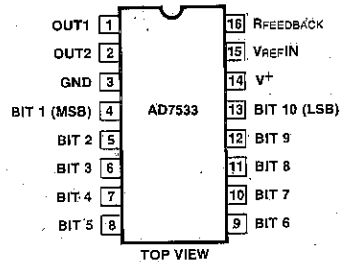 OUT1 1 16 RFEEDBACK
OUT2 2 15 VREFIN
GND 3 14 V+
BIT 1 (MSB) 4 AD7533 13 BIT 10 (LSB)
BIT 2 5 12 BIT 9
BIT 3 6 11 BIT 8
BIT 4 7 10 BIT 7
BIT 5 8 9 BIT 6
TOP VIEW